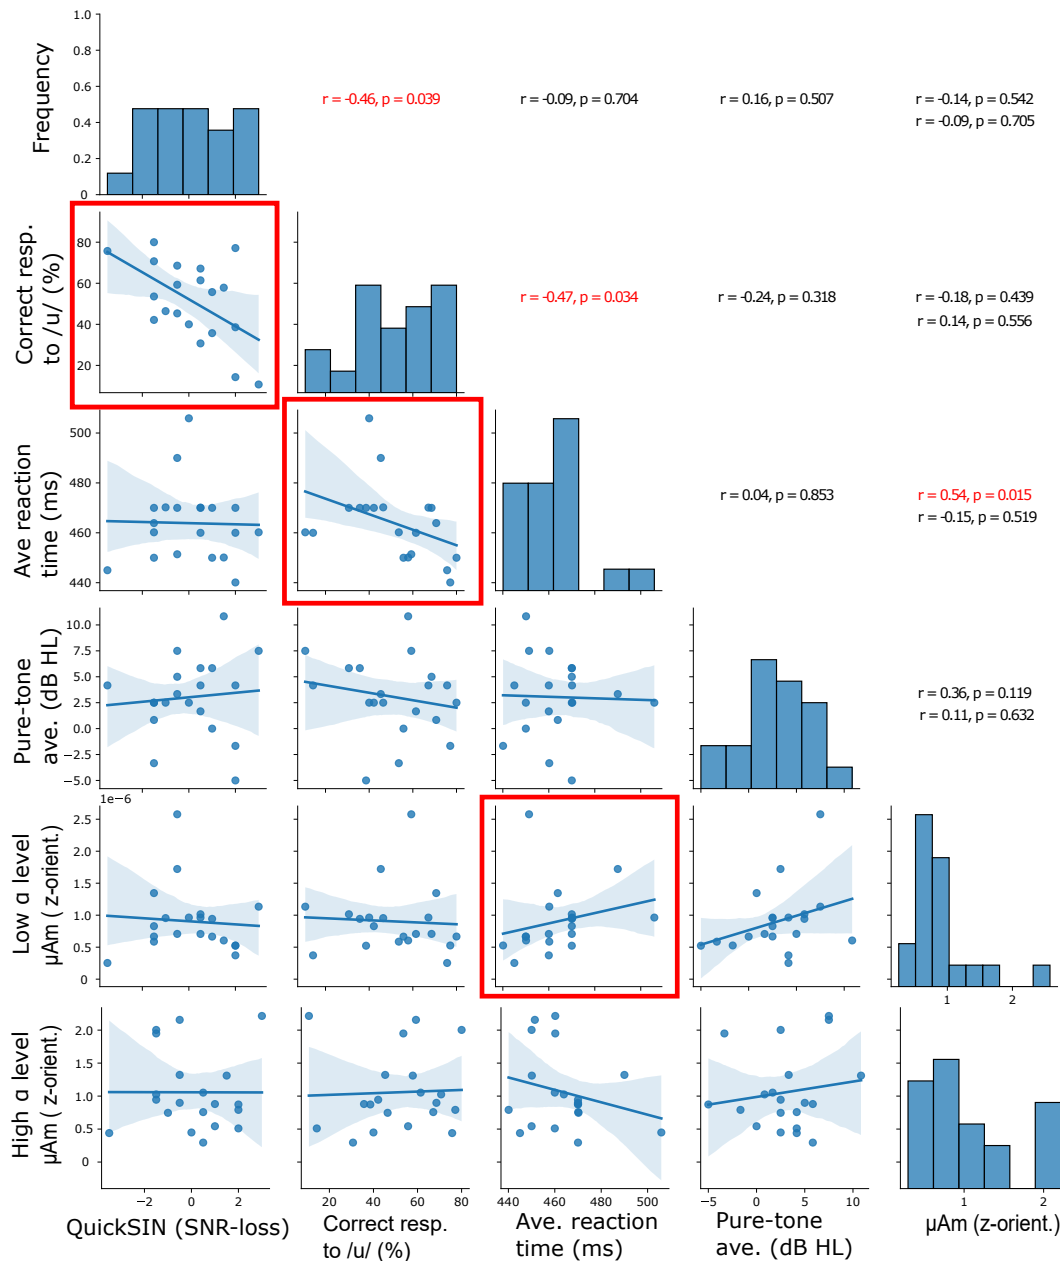 1.0
0.8
0.6
0.4
0.2
0
Frequency
r = -0.46, p = 0.039
r = -0.09, p = 0.704
r = 0.16, p = 0.507
r = -0.14, p = 0.542
r = -0.09, p = 0.705
80
60
40
20
Correct resp.
to /u/ (%)
r = -0.47, p = 0.034
r = -0.24, p = 0.318
r = -0.18, p = 0.439
r = 0.14, p = 0.556
500
480
460
440
Ave reaction
time (ms)
r = 0.04, p = 0.853
r = 0.54, p = 0.015
r = -0.15, p = 0.519
10.0
7.5
5.0
2.5
0.0
−2.5
−5.0
Pure-tone
ave. (dB HL)
r = 0.36, p = 0.119
r = 0.11, p = 0.632
1e−6
2.5
2.0
1.5
1.0
0.5
0
Low α level
µAm ( z-orient.)
1 2
2.0
1.5
1.0
0.5
0
High α level
µAm ( z-orient.)
−2 0 2
0 20 40 60 80
440 460 480 500
−5 0 5 10
1 2
QuickSIN (SNR-loss)
Correct resp.
to /u/ (%)
Ave. reaction
time (ms)
Pure-tone
ave. (dB HL)
µAm (z-orient.)